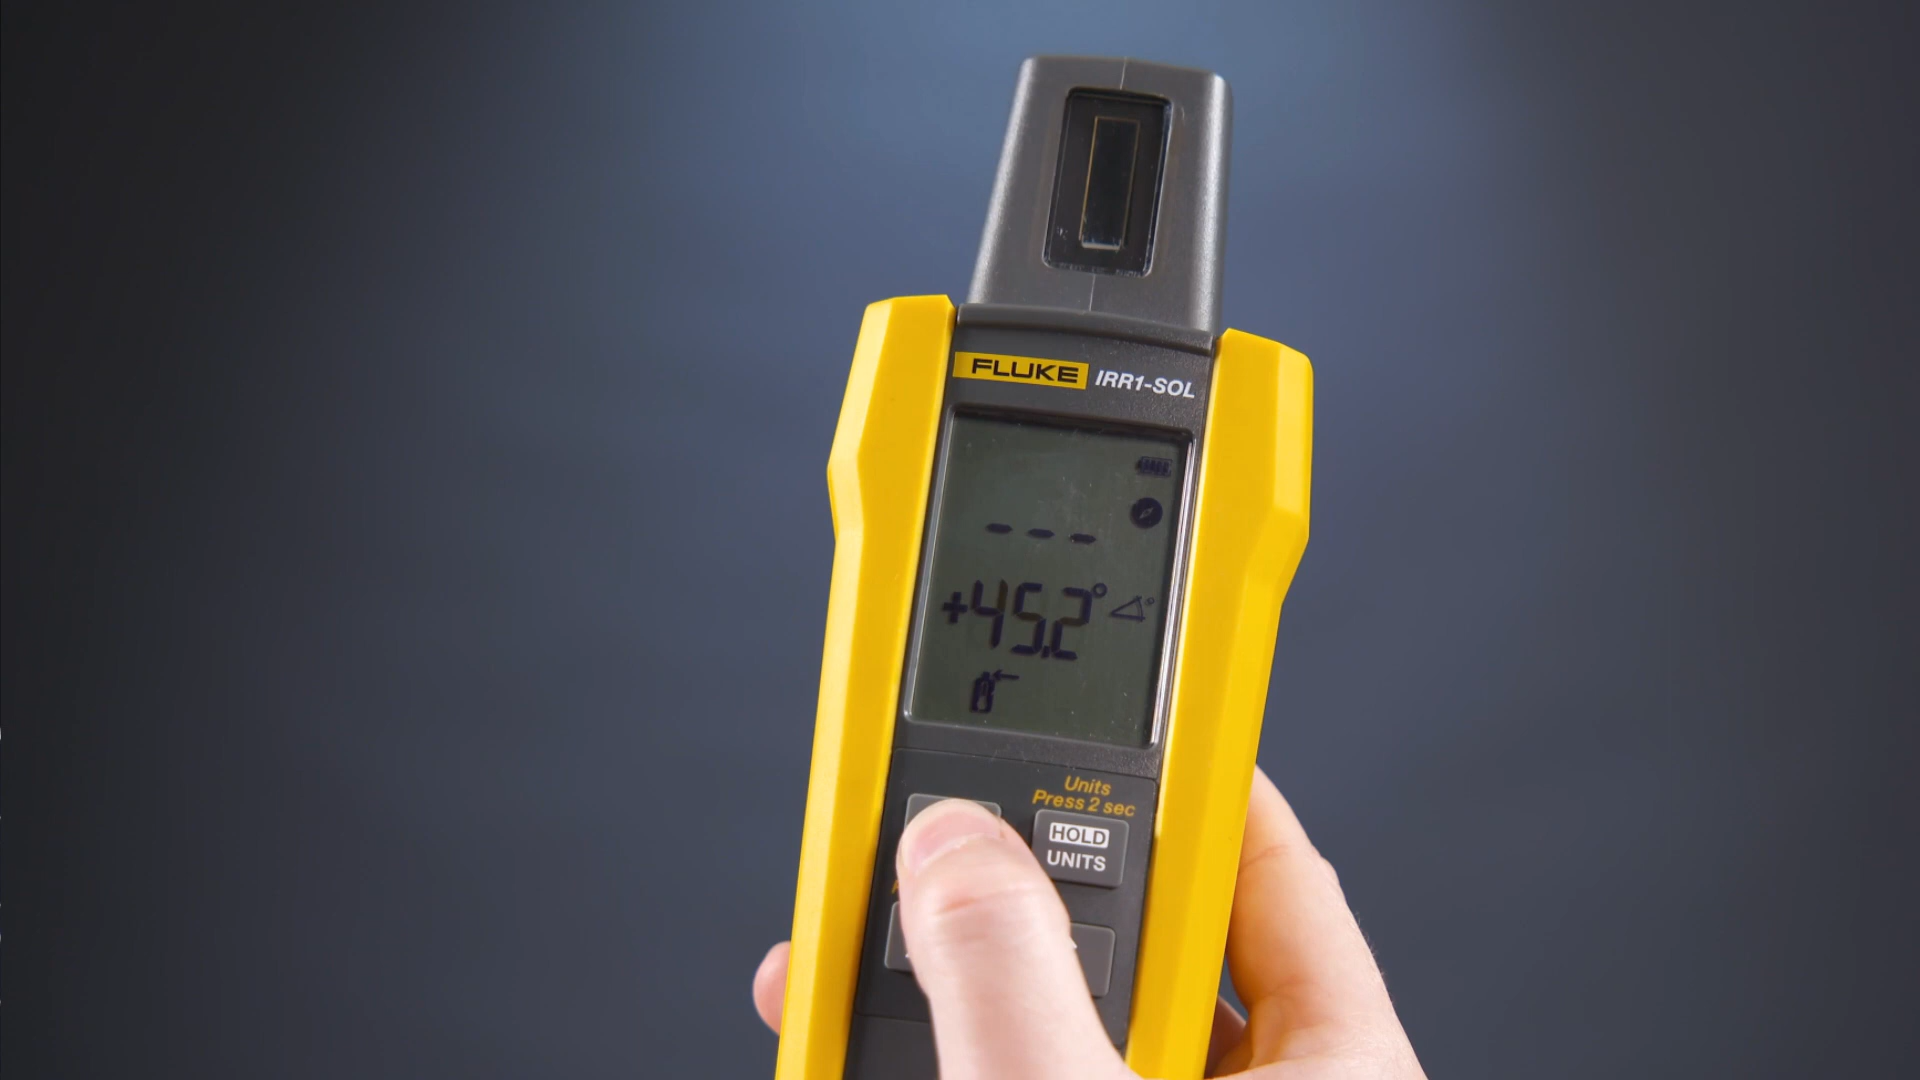 FLUKE IRR1-SOL
- - -
+45.2°
Units
Press 2 sec
HOLD
UNITS